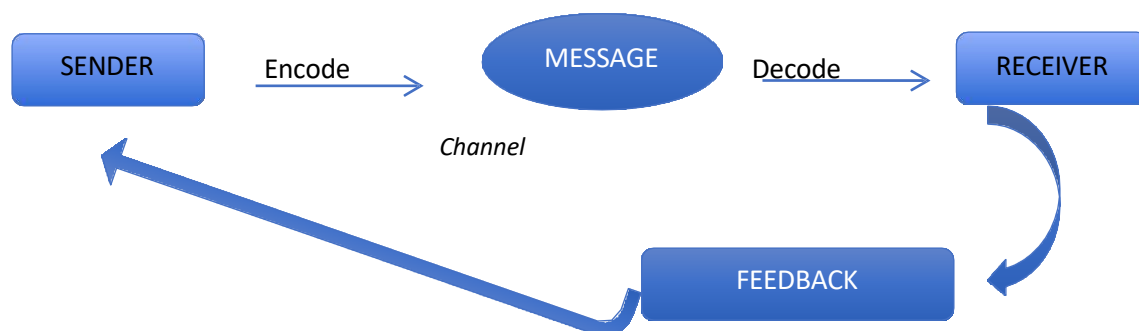 SENDER
Encode
MESSAGE
Decode
RECEIVER
Channel
FEEDBACK